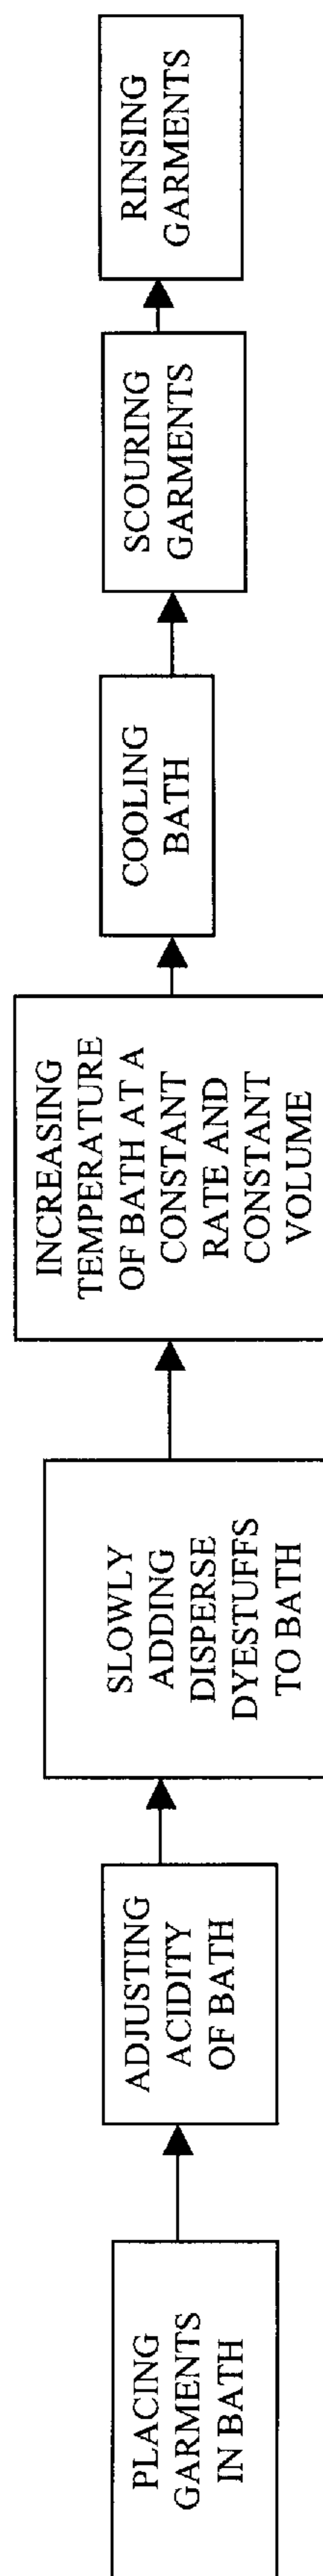 PLACING
GARMENTS
IN BATH
ADJUSTING
ACIDITY
OF BATH
SLOWLY
ADDING
DISPERSE
DYESTUFFS
TO BATH
INCREASING
TEMPERATURE
OF BATH AT A
CONSTANT
RATE AND
CONSTANT
VOLUME
COOLING
BATH
SCOURING
GARMENTS
RINSING
GARMENTS